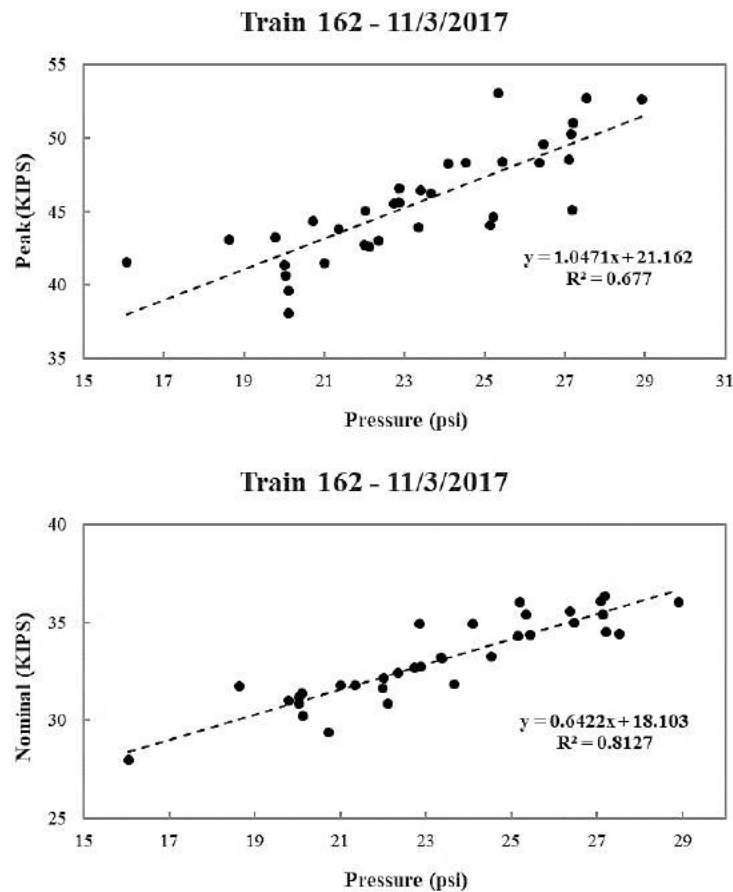 Train 162 - 11/3/2017
55
50
45
40
35
Peak (KIPS)
y = 1.0471x + 21.162
R² = 0.677
15 17 19 21 23 25 27 29 31
Pressure (psi)
Train 162 - 11/3/2017
40
35
30
25
Nominal (KIPS)
y = 0.6422x + 18.103
R² = 0.8127
15 17 19 21 23 25 27 29
Pressure (psi)